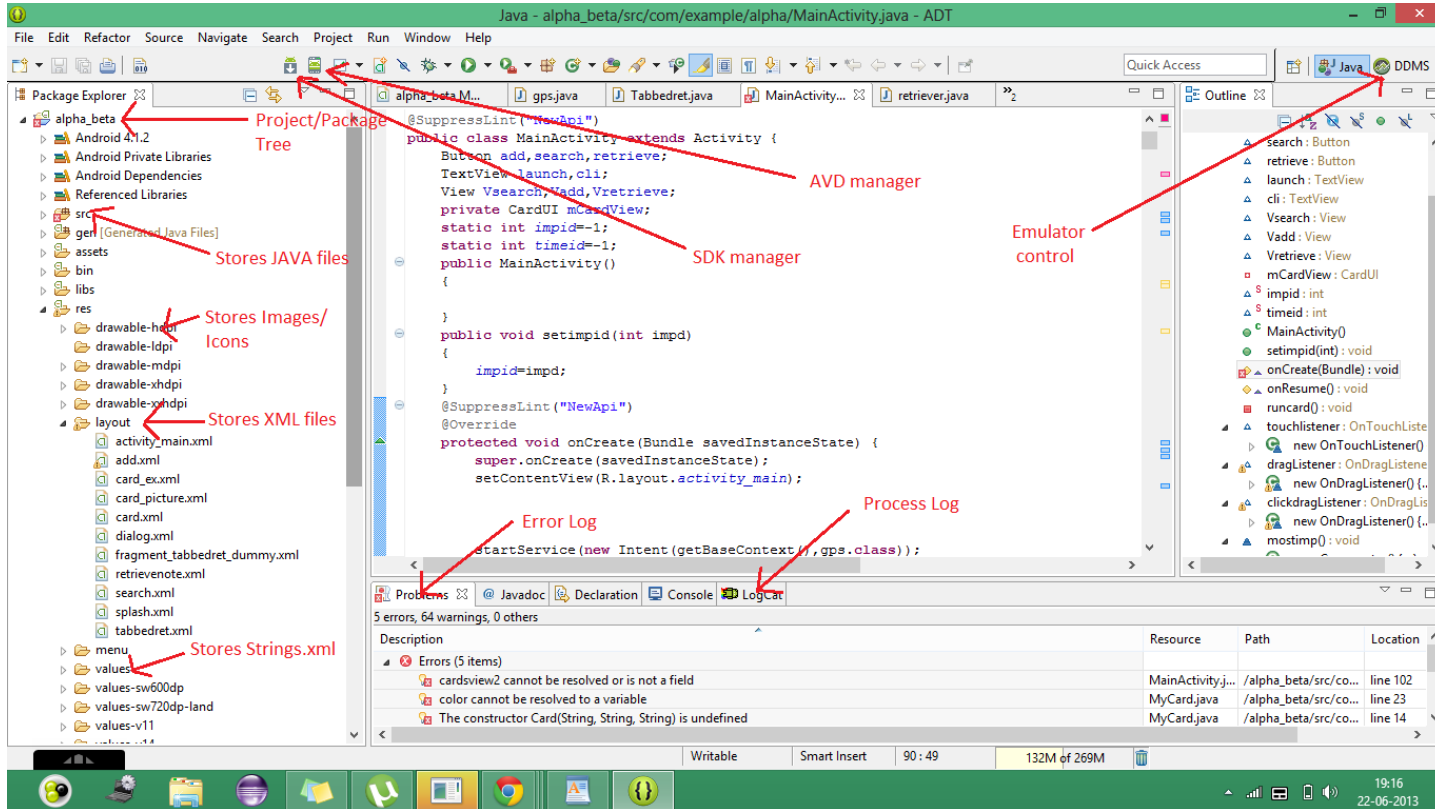 Java - alpha_beta/src/com/example/alpha/MainActivity.java - ADT
File Edit Refactor Source Navigate Search Project Run Window Help
Quick Access
Java
DDMS
Package Explorer
alpha_beta
Project/Package
Tree
Android 4.1.2
Android Private Libraries
Android Dependencies
Referenced Libraries
src
gen [Generated Java Files]
Stores JAVA files
assets
bin
libs
res
drawable-hdpi
Stores Images/
Icons
drawable-ldpi
drawable-mdpi
drawable-xhdpi
drawable-xxhdpi
layout
Stores XML files
activity_main.xml
add.xml
card_ex.xml
card_picture.xml
card.xml
dialog.xml
fragment_tabbedret_dummy.xml
retrievenote.xml
search.xml
splash.xml
tabbedret.xml
menu
Stores Strings.xml
values
values-sw600dp
values-sw720dp-land
values-v11
alpha_beta M...
gps.java
Tabbedret.java
MainActivity...
retriever.java
»2
@SuppressLint("NewApi")
public class MainActivity extends Activity {
Button add,search,retrieve;
TextView launch,cli;
View Vsearch,Vadd,Vretrieve;
private CardUI mCardView;
static int impid=-1;
static int timeid=-1;
public MainActivity()
{
}
public void setimpid(int impd)
{
impid=impd;
}
@SuppressLint("NewApi")
@Override
protected void onCreate(Bundle savedInstanceState) {
super.onCreate(savedInstanceState);
setContentView(R.layout.activity_main);
startService(new Intent(getBaseContext(),gps.class));
AVD manager
SDK manager
Emulator
control
Error Log
Process Log
Outline
search : Button
retrieve : Button
launch : TextView
cli : TextView
Vsearch : View
Vadd : View
Vretrieve : View
mCardView : CardUI
impid : int
timeid : int
MainActivity()
setimpid(int) : void
onCreate(Bundle) : void
onResume() : void
runcard() : void
touchlistener : OnTouchListe
new OnTouchListener()
dragListener : OnDragListene
new OnDragListener() {..
clickdragListener : OnDragLis
new OnDragListener() {..
mostimp() : void
Problems
Javadoc
Declaration
Console
LogCat
5 errors, 64 warnings, 0 others
Description Resource Path Location
Errors (5 items)
cardsview2 cannot be resolved or is not a field MainActivity.j... /alpha_beta/src/co... line 102
color cannot be resolved to a variable MyCard.java /alpha_beta/src/co... line 23
The constructor Card(String, String, String) is undefined MyCard.java /alpha_beta/src/co... line 14
Writable
Smart Insert
90 : 49
132M of 269M
19:16
22-06-2013